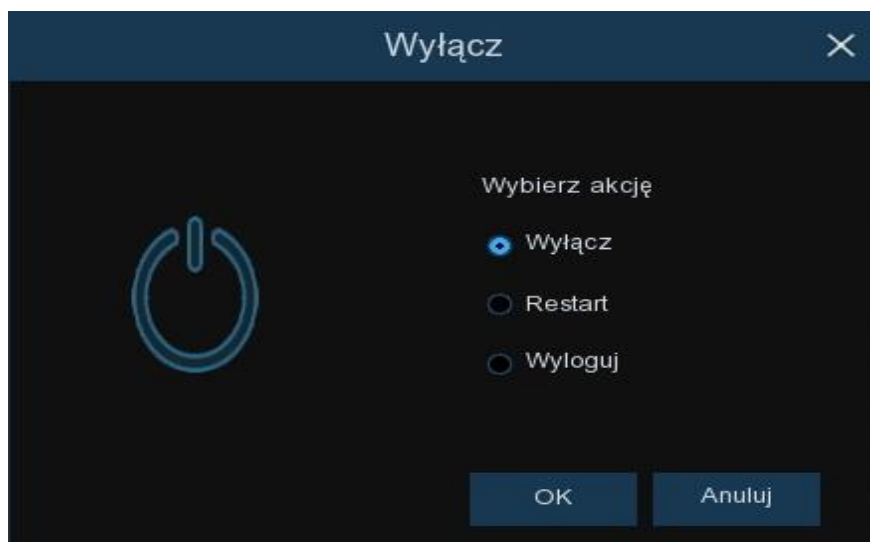 Wyłącz
Wybierz akcję
Wyłącz
Restart
Wyloguj
OK
Anuluj